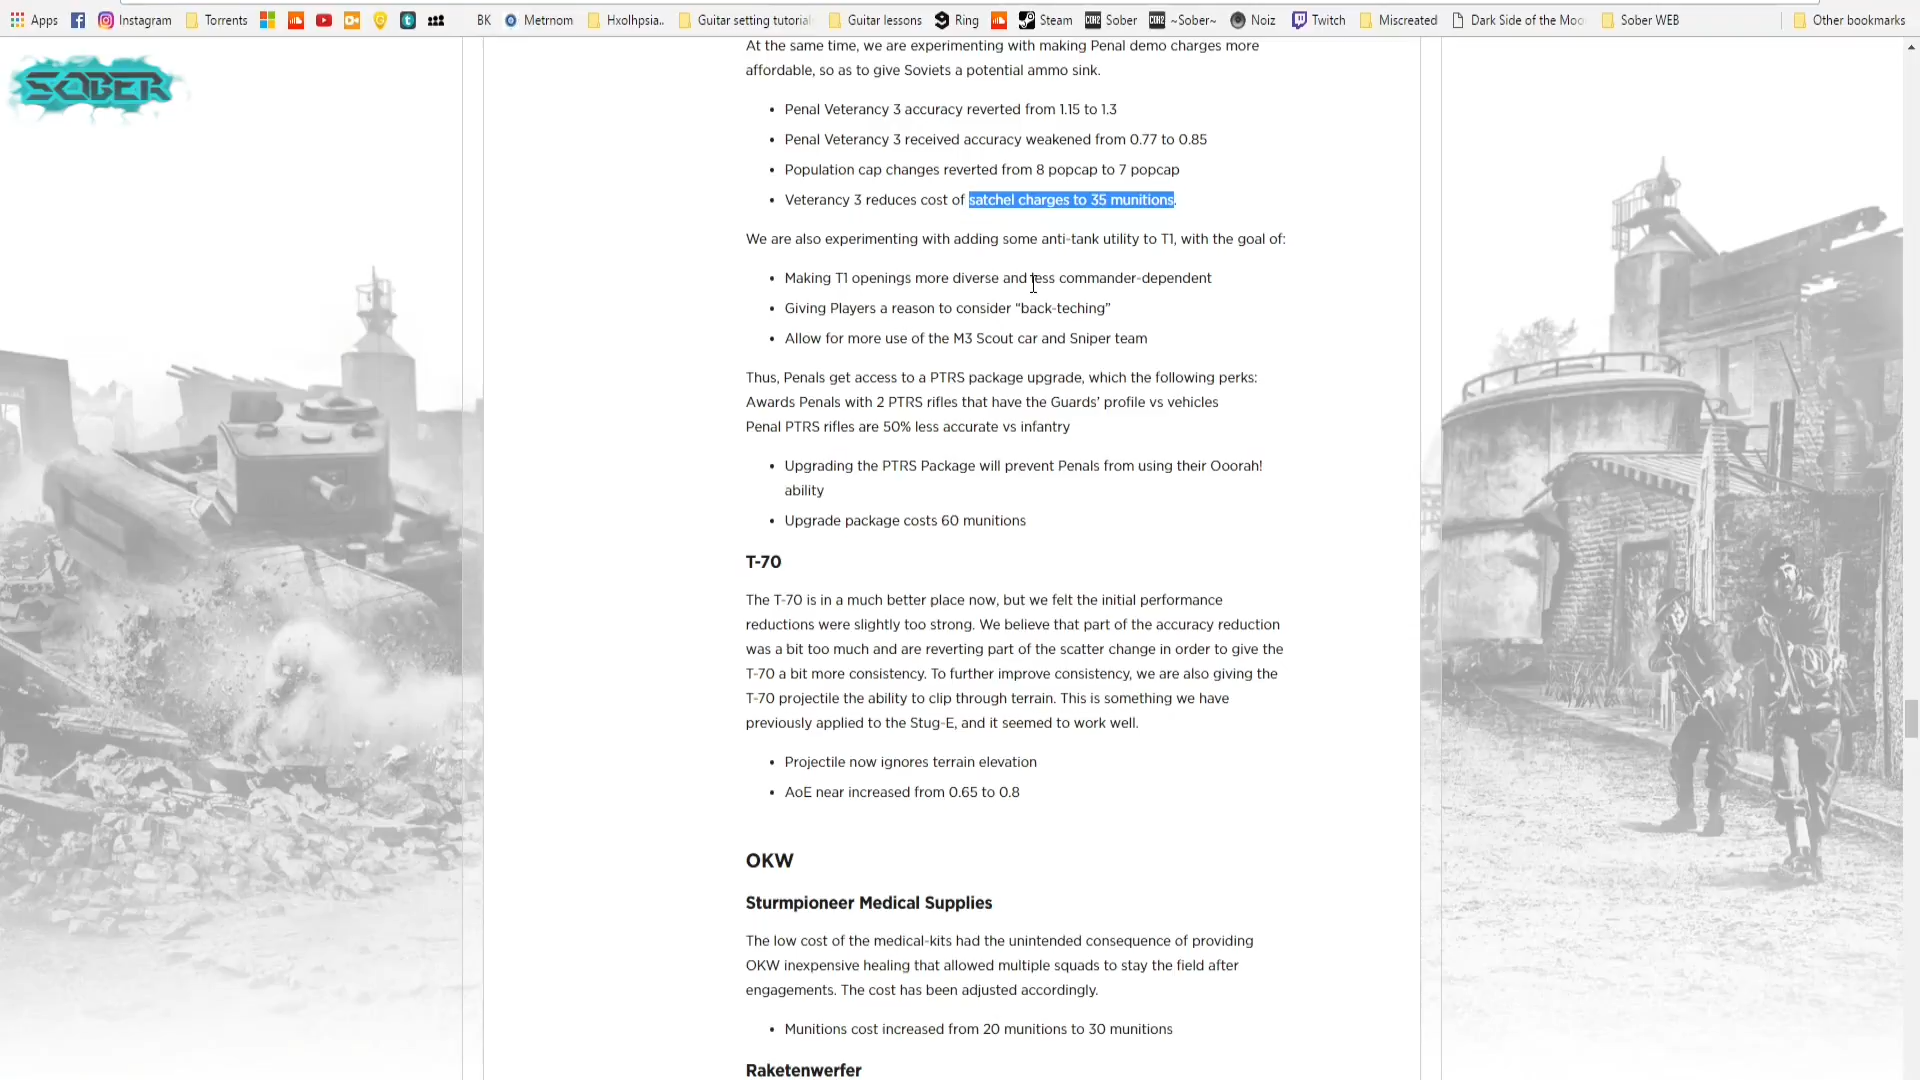 Apps Instagram Torrents BK Metrnom Hxolhpsia.. Guitar setting tutorial Guitar lessons Ring Steam Sober ~Sober~ Noiz Twitch Miscreated Dark Side of the Moo Sober WEB Other bookmarks
SOBER
At the same time, we are experimenting with making Penal demo charges more
affordable, so as to give Soviets a potential ammo sink.
• Penal Veterancy 3 accuracy reverted from 1.15 to 1.3
• Penal Veterancy 3 received accuracy weakened from 0.77 to 0.85
• Population cap changes reverted from 8 popcap to 7 popcap
• Veterancy 3 reduces cost of satchel charges to 35 munitions.
We are also experimenting with adding some anti-tank utility to T1, with the goal of:
• Making T1 openings more diverse and less commander-dependent
• Giving Players a reason to consider “back-teching”
• Allow for more use of the M3 Scout car and Sniper team
Thus, Penals get access to a PTRS package upgrade, which the following perks:
Awards Penals with 2 PTRS rifles that have the Guards’ profile vs vehicles
Penal PTRS rifles are 50% less accurate vs infantry
• Upgrading the PTRS Package will prevent Penals from using their Ooorah!
ability
• Upgrade package costs 60 munitions
T-70
The T-70 is in a much better place now, but we felt the initial performance
reductions were slightly too strong. We believe that part of the accuracy reduction
was a bit too much and are reverting part of the scatter change in order to give the
T-70 a bit more consistency. To further improve consistency, we are also giving the
T-70 projectile the ability to clip through terrain. This is something we have
previously applied to the Stug-E, and it seemed to work well.
• Projectile now ignores terrain elevation
• AoE near increased from 0.65 to 0.8
OKW
Sturmpioneer Medical Supplies
The low cost of the medical-kits had the unintended consequence of providing
OKW inexpensive healing that allowed multiple squads to stay the field after
engagements. The cost has been adjusted accordingly.
• Munitions cost increased from 20 munitions to 30 munitions
Raketenwerfer